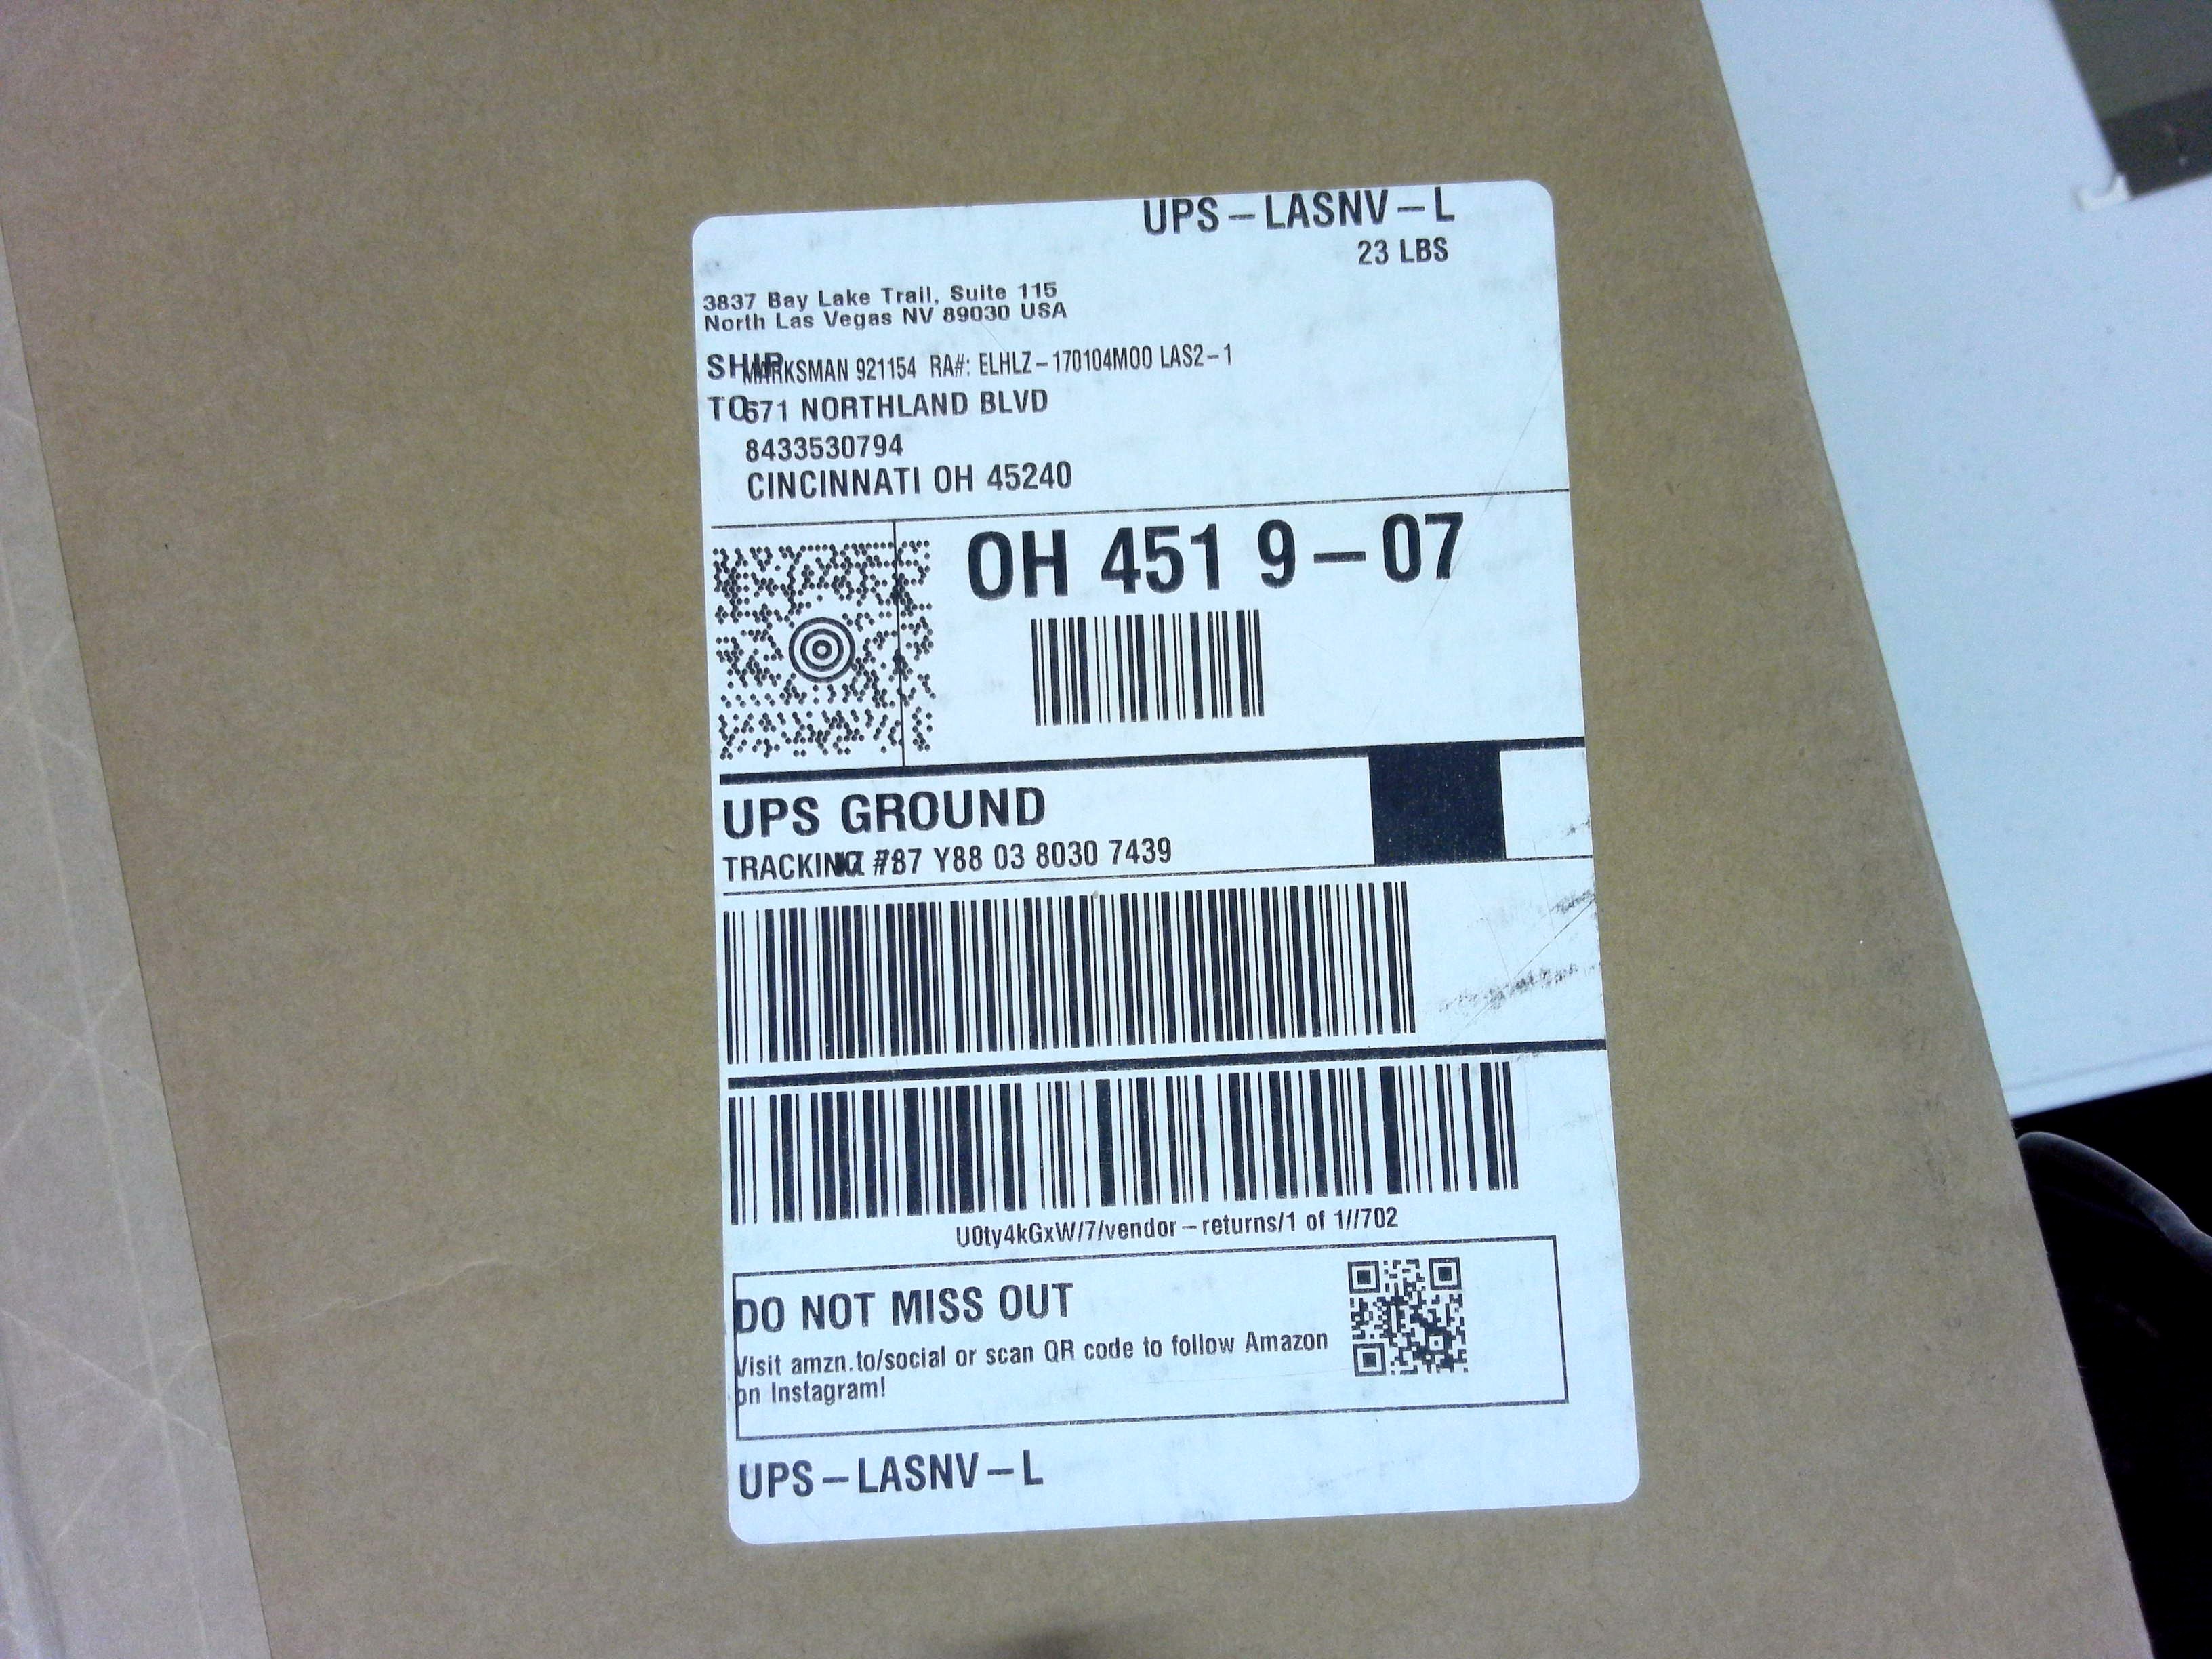 UPS-LASNV-L
23 LBS
3837 Bay Lake Trail, Suite 115
North Las Vegas NV 89030 USA
SHIP MARKSMAN 921154 RA#: ELHLZ-170104M00 LAS2-1
TO 671 NORTHLAND BLVD
8433530794
CINCINNATI OH 45240
OH 451 9-07
UPS GROUND
TRACKING #: 87 Y88 03 8030 7439
U0ty4kGxW/7/vendor-returns/1 of 1//702
DO NOT MISS OUT
Visit amzn.to/social or scan QR code to follow Amazon
on Instagram!
UPS-LASNV-L